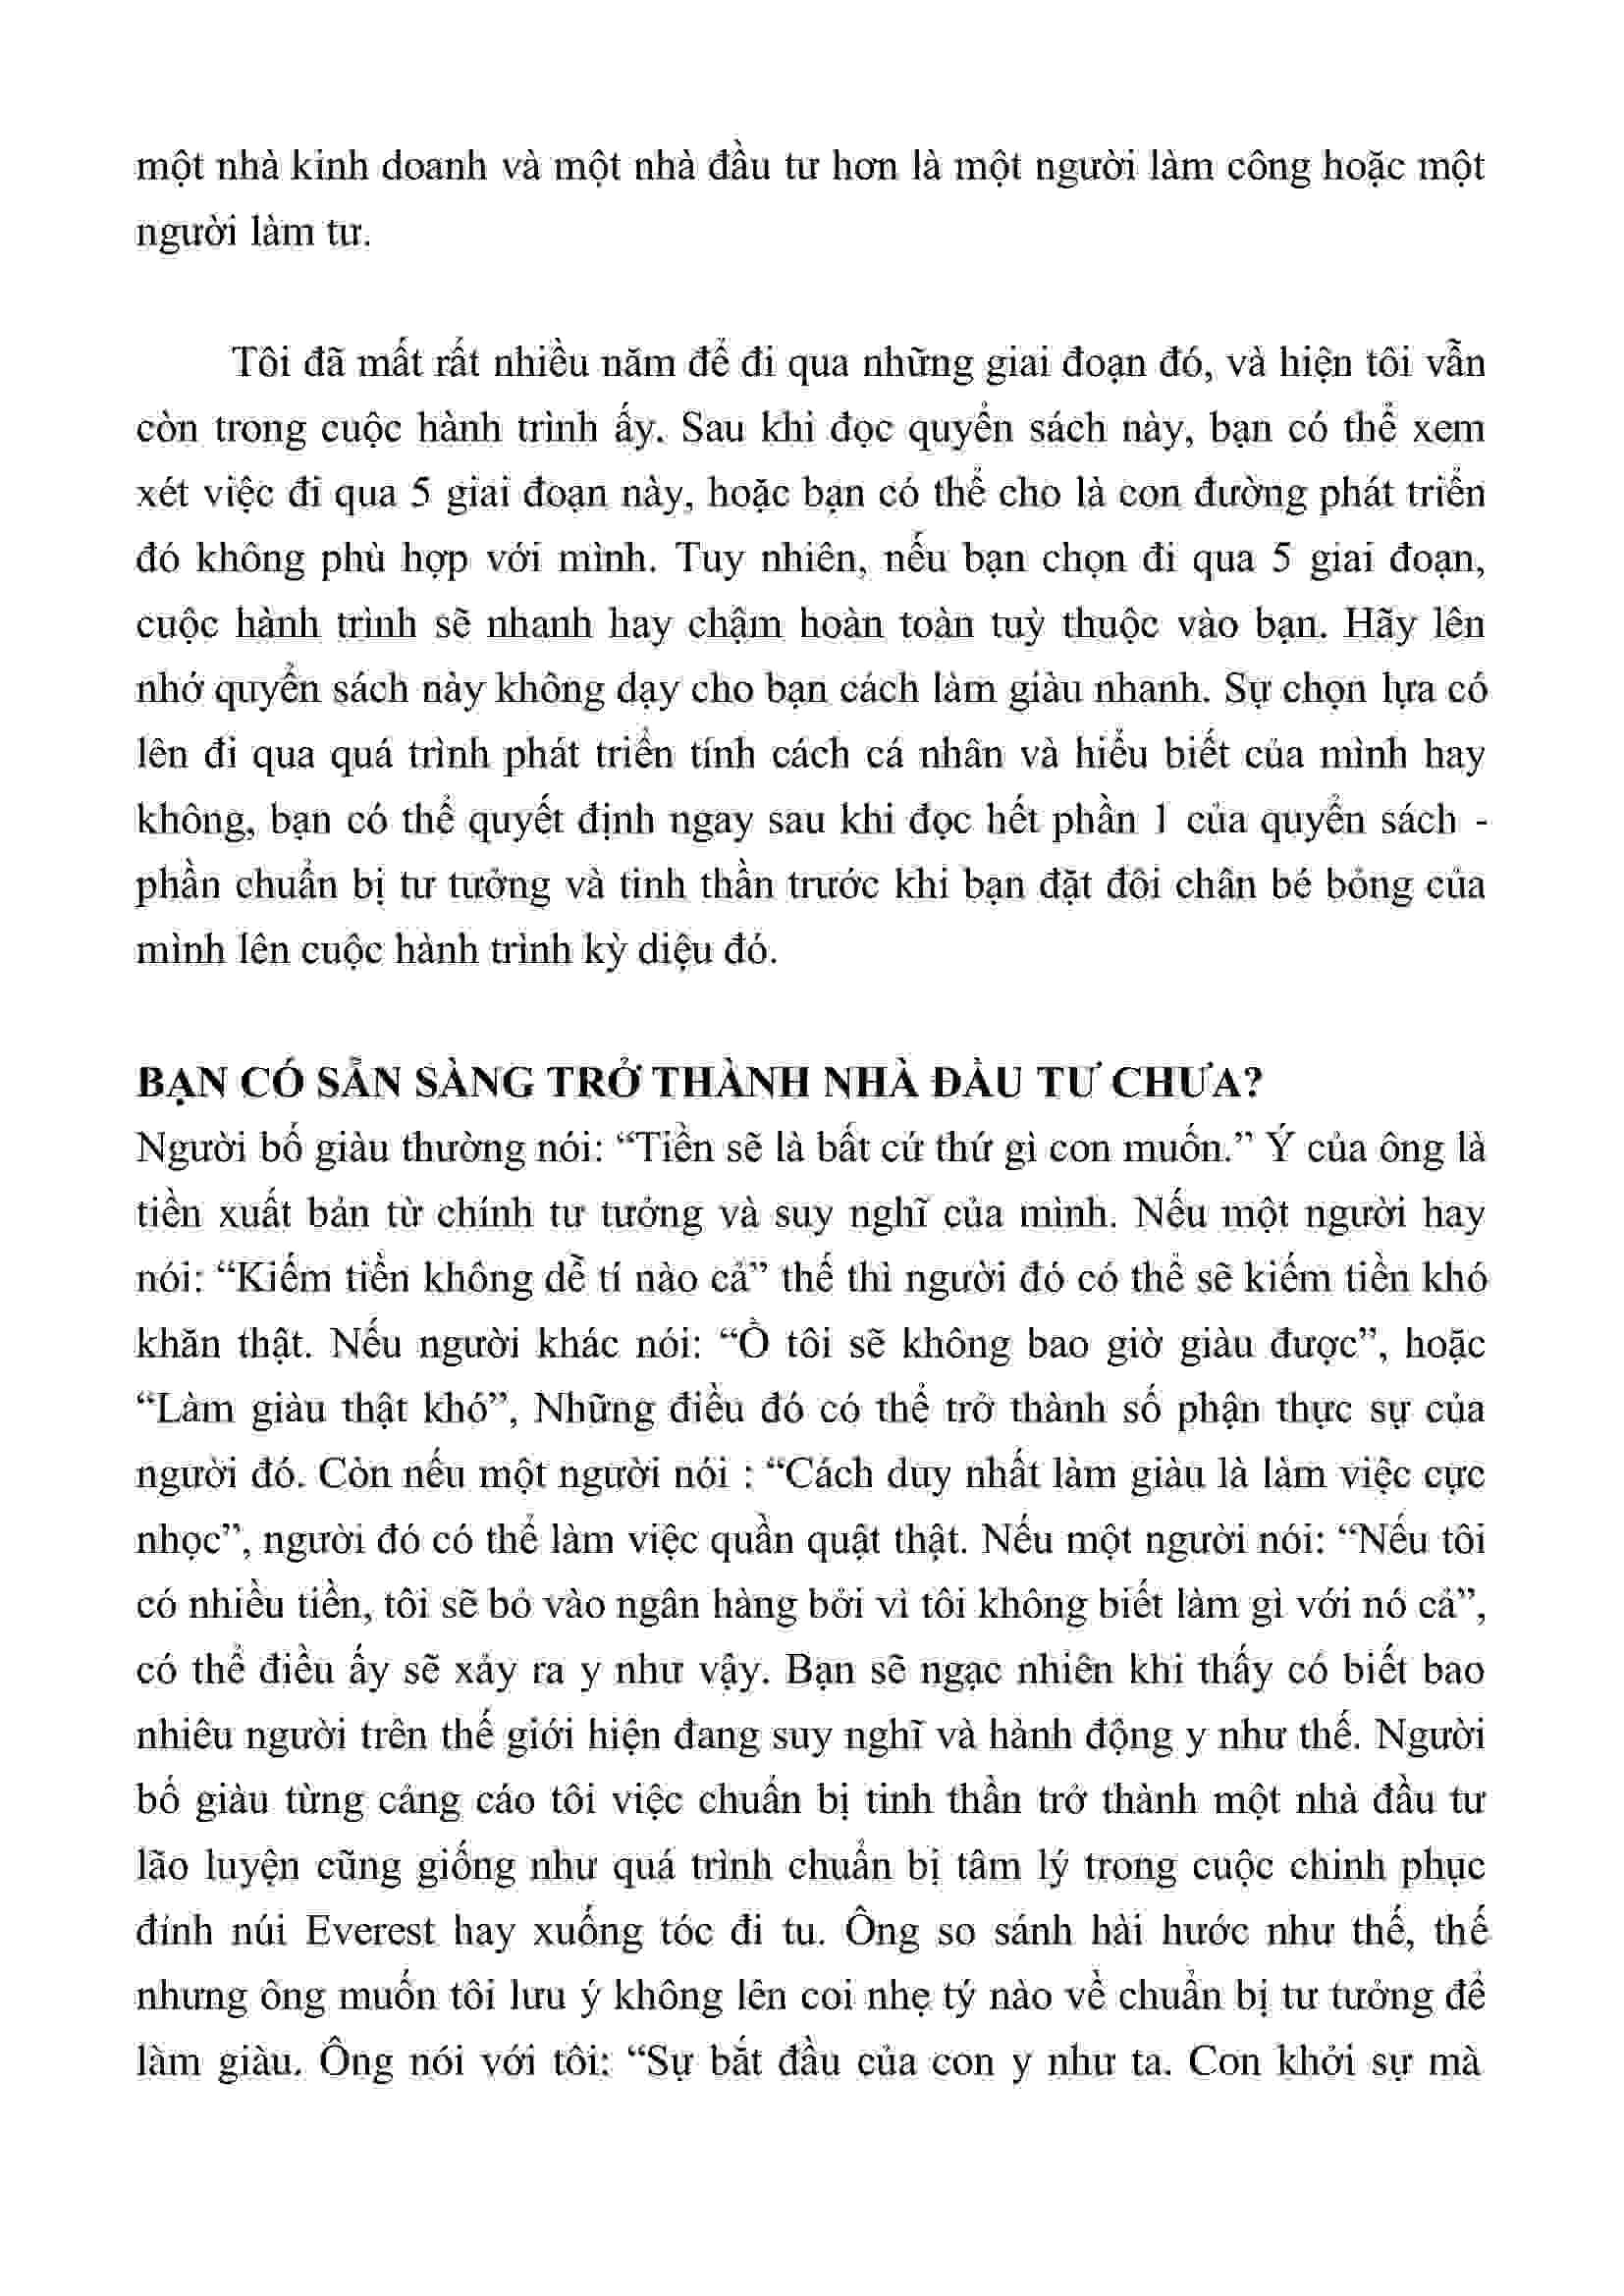 một nhà kinh doanh và một nhà đầu tư hơn là một người làm công hoặc một
người làm tư.
Tôi đã mất rất nhiều năm để đi qua những giai đoạn đó, và hiện tôi vẫn
còn trong cuộc hành trình ấy. Sau khi đọc quyển sách này, bạn có thể xem
xét việc đi qua 5 giai đoạn này, hoặc bạn có thể cho là con đường phát triển
đó không phù hợp với mình. Tuy nhiên, nếu bạn chọn đi qua 5 giai đoạn,
cuộc hành trình sẽ nhanh hay chậm hoàn toàn tuỳ thuộc vào bạn. Hãy lên
nhớ quyển sách này không dạy cho bạn cách làm giàu nhanh. Sự chọn lựa có
lên đi qua quá trình phát triển tính cách cá nhân và hiểu biết của mình hay
không, bạn có thể quyết định ngay sau khi đọc hết phần 1 của quyển sách -
phần chuẩn bị tư tưởng và tinh thần trước khi bạn đặt đôi chân bé bỏng của
mình lên cuộc hành trình kỳ diệu đó.
BẠN CÓ SẴN SÀNG TRỞ THÀNH NHÀ ĐẦU TƯ CHƯA?
Người bố giàu thường nói: “Tiền sẽ là bất cứ thứ gì con muốn.” Ý của ông là
tiền xuất bản từ chính tư tưởng và suy nghĩ của mình. Nếu một người hay
nói: “Kiếm tiền không dễ tí nào cả” thế thì người đó có thể sẽ kiếm tiền khó
khăn thật. Nếu người khác nói: “Ồ tôi sẽ không bao giờ giàu được”, hoặc
“Làm giàu thật khó”, Những điều đó có thể trở thành số phận thực sự của
người đó. Còn nếu một người nói : “Cách duy nhất làm giàu là làm việc cực
nhọc”, người đó có thể làm việc quần quật thật. Nếu một người nói: “Nếu tôi
có nhiều tiền, tôi sẽ bỏ vào ngân hàng bởi vì tôi không biết làm gì với nó cả”,
có thể điều ấy sẽ xảy ra y như vậy. Bạn sẽ ngạc nhiên khi thấy có biết bao
nhiêu người trên thế giới hiện đang suy nghĩ và hành động y như thế. Người
bố giàu từng cảng cáo tôi việc chuẩn bị tinh thần trở thành một nhà đầu tư
lão luyện cũng giống như quá trình chuẩn bị tâm lý trong cuộc chinh phục
đỉnh núi Everest hay xuống tóc đi tu. Ông so sánh hài hước như thế, thế
nhưng ông muốn tôi lưu ý không lên coi nhẹ tý nào về chuẩn bị tư tưởng để
làm giàu. Ông nói với tôi: “Sự bắt đầu của con y như ta. Con khởi sự mà